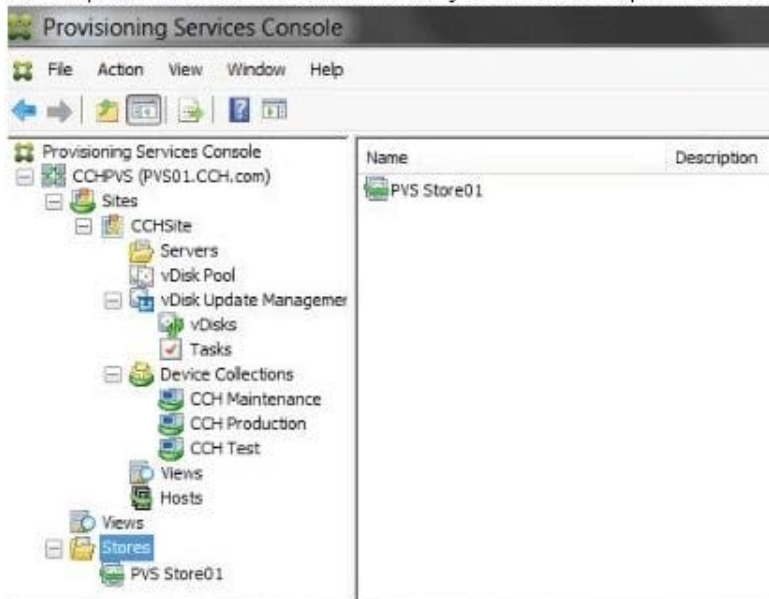 Provisioning Services Console
File Action View Window Help
Provisioning Services Console
CCHPVS (PVS01.CCH.com)
Sites
CCHSite
Servers
vDisk Pool
vDisk Update Managemer
vDisks
Tasks
Device Collections
CCH Maintenance
CCH Production
CCH Test
Views
Hosts
Views
Stores
PVS Store01
Name Description
PVS Store01